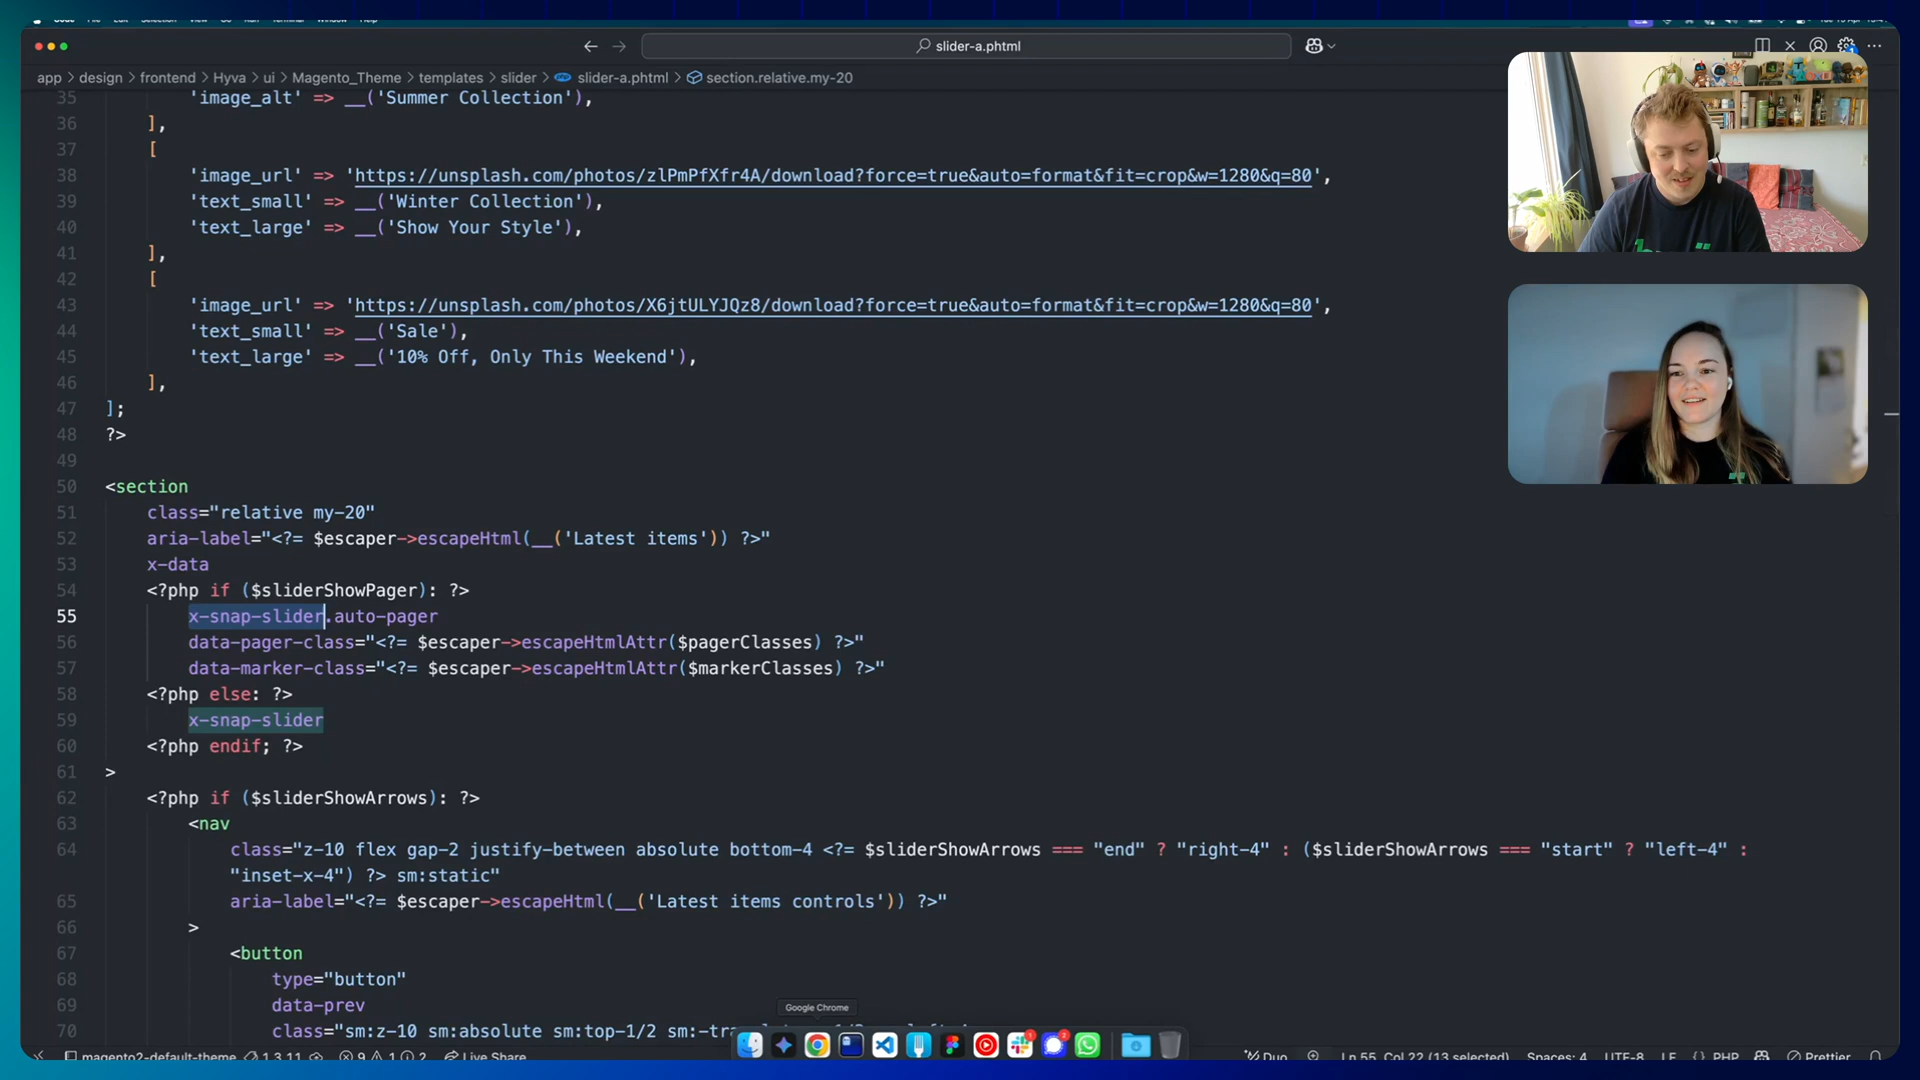 slider-a.phtml
app > design > frontend > Hyva > ui > Magento_Theme > templates > slider > slider-a.phtml > section.relative.my-20
35 'image_alt' => __('Summer Collection'),
36 ],
37 [
38 'image_url' => 'https://unsplash.com/photos/zlPmPfXfr4A/download?force=true&auto=format&fit=crop&w=1280&q=80',
39 'text_small' => __('Winter Collection'),
40 'text_large' => __('Show Your Style'),
41 ],
42 [
43 'image_url' => 'https://unsplash.com/photos/X6jtULYJQz8/download?force=true&auto=format&fit=crop&w=1280&q=80',
44 'text_small' => __('Sale'),
45 'text_large' => __('10% Off, Only This Weekend'),
46 ],
47 ];
48 ?>
49
50 <section
51 class="relative my-20"
52 aria-label="<?= $escaper->escapeHtml(__('Latest items')) ?>"
53 x-data
54 <?php if ($sliderShowPager): ?>
55 x-snap-slider.auto-pager
56 data-pager-class="<?= $escaper->escapeHtmlAttr($pagerClasses) ?>"
57 data-marker-class="<?= $escaper->escapeHtmlAttr($markerClasses) ?>"
58 <?php else: ?>
59 x-snap-slider
60 <?php endif; ?>
61 >
62 <?php if ($sliderShowArrows): ?>
63 <nav
64 class="z-10 flex gap-2 justify-between absolute bottom-4 <?= $sliderShowArrows === "end" ? "right-4" : ($sliderShowArrows === "start" ? "left-4" :
"inset-x-4") ?> sm:static"
65 aria-label="<?= $escaper->escapeHtml(__('Latest items controls')) ?>"
66 >
67 <button
68 type="button"
69 data-prev
Google Chrome
70 class="sm:z-10 sm:absolute sm:top-1/2
magento2-default-theme 1.3.11 9 1 2 Live Share Duo Ln 55, Col 22 (13 selected) Spaces: 4 UTF-8 LF {} PHP Prettier